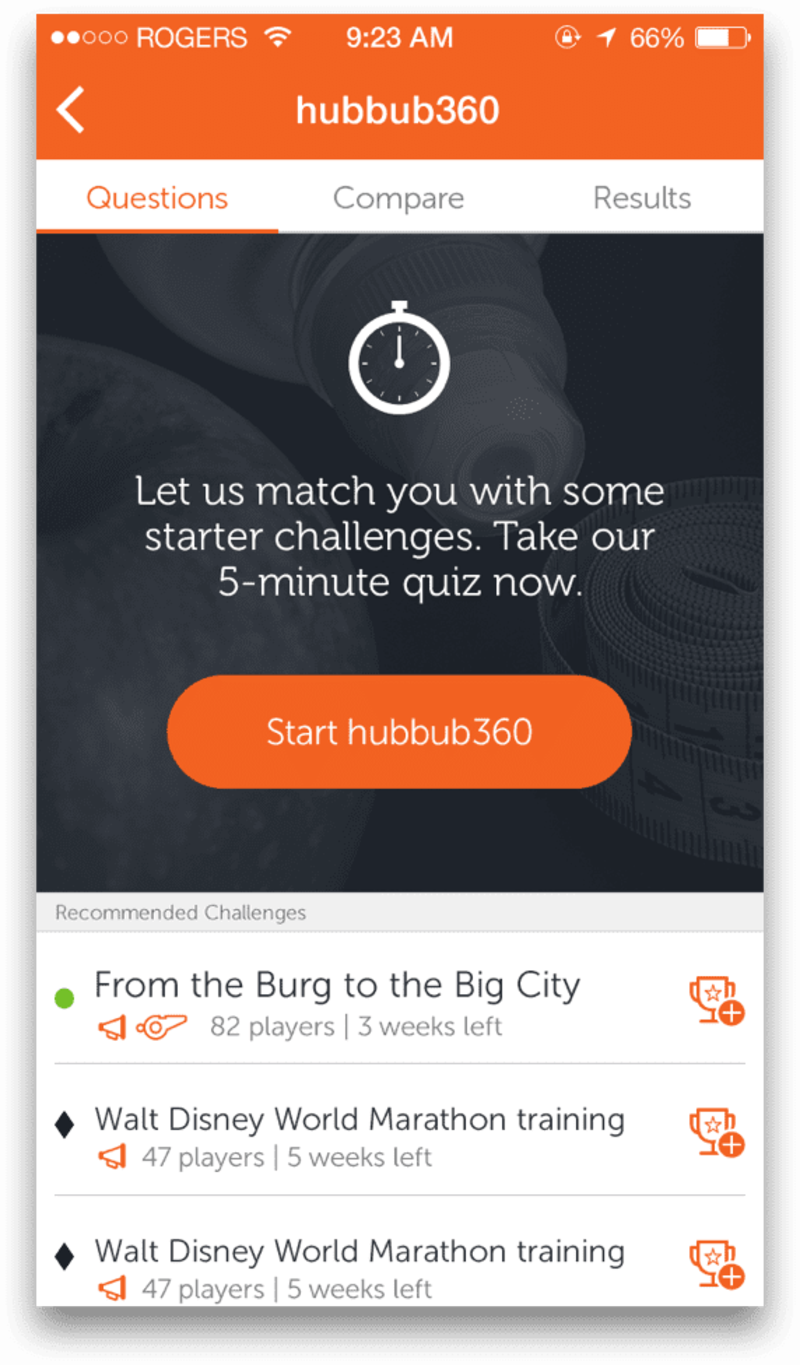 ROGERS 9:23 AM 66%
hubbub360
Questions Compare Results
Let us match you with some
starter challenges. Take our
5-minute quiz now.
Start hubbub360
1
4 3
Recommended Challenges
From the Burg to the Big City
82 players | 3 weeks left
Walt Disney World Marathon training
47 players | 5 weeks left
Walt Disney World Marathon training
47 players | 5 weeks left